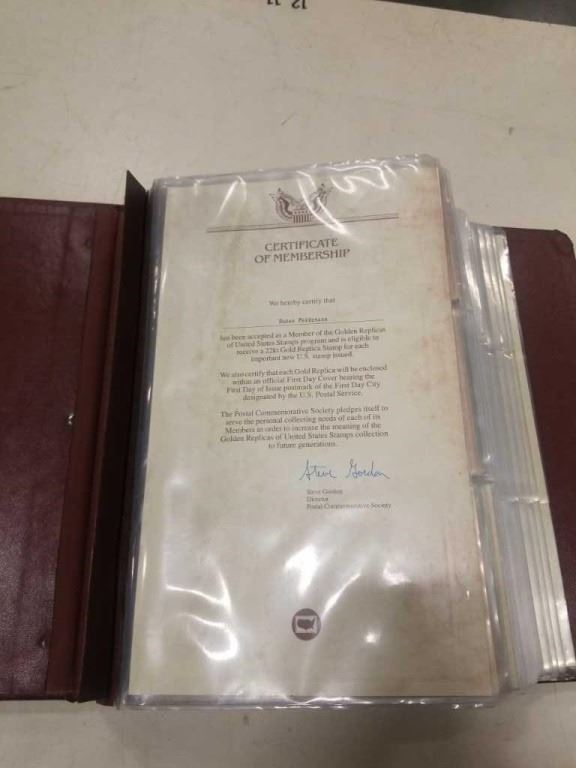 12 11
CERTIFICATE
OF MEMBERSHIP
We hereby certify that
has been accepted as a Member of the Golden Replicas
of United States Stamps program and is eligible to
receive a 22kt Gold Replica Stamp for each
important new U.S. stamp issued.
We also certify that each Gold Replica will be enclosed
within an official First Day Cover bearing the
First Day of Issue postmark of the First Day City
designated by the U.S. Postal Service.
The Postal Commemorative Society pledges itself to
serve the personal collecting needs of each of its
Members in order to increase the meaning of the
Golden Replicas of United States Stamps collection
to future generations.
Steve Gordon
Steve Gordon
Director
Postal Commemorative Society